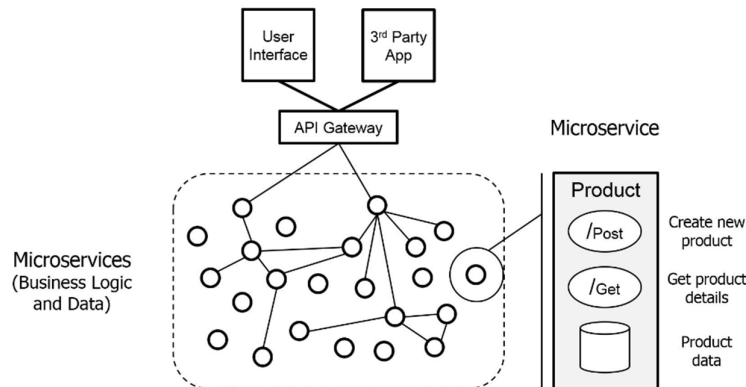 User
Interface
3rd Party
App
API Gateway
Microservice
Product
/Post
Create new
product
Microservices
(Business Logic
and Data)
/Get
Get product
details
Product
data